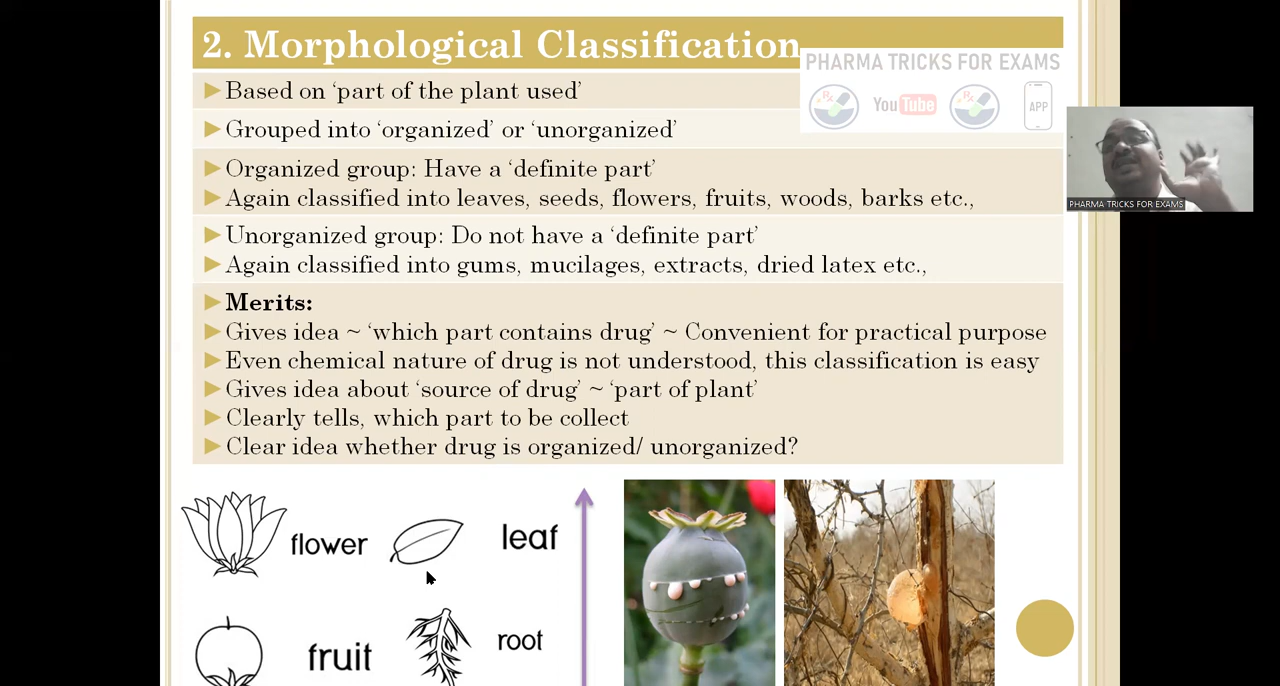 2. Morphological Classification
PHARMA TRICKS FOR EXAMS
Rx
YouTube
Rx
APP
Based on ‘part of the plant used’
Grouped into ‘organized’ or ‘unorganized’
Organized group: Have a ‘definite part’
Again classified into leaves, seeds, flowers, fruits, woods, barks etc.,
Unorganized group: Do not have a ‘definite part’
Again classified into gums, mucilages, extracts, dried latex etc.,
Merits:
Gives idea ~ ‘which part contains drug’ ~ Convenient for practical purpose
Even chemical nature of drug is not understood, this classification is easy
Gives idea about ‘source of drug’ ~ ‘part of plant’
Clearly tells, which part to be collect
Clear idea whether drug is organized/ unorganized?
PHARMA TRICKS FOR EXAMS
flower
leaf
fruit
root